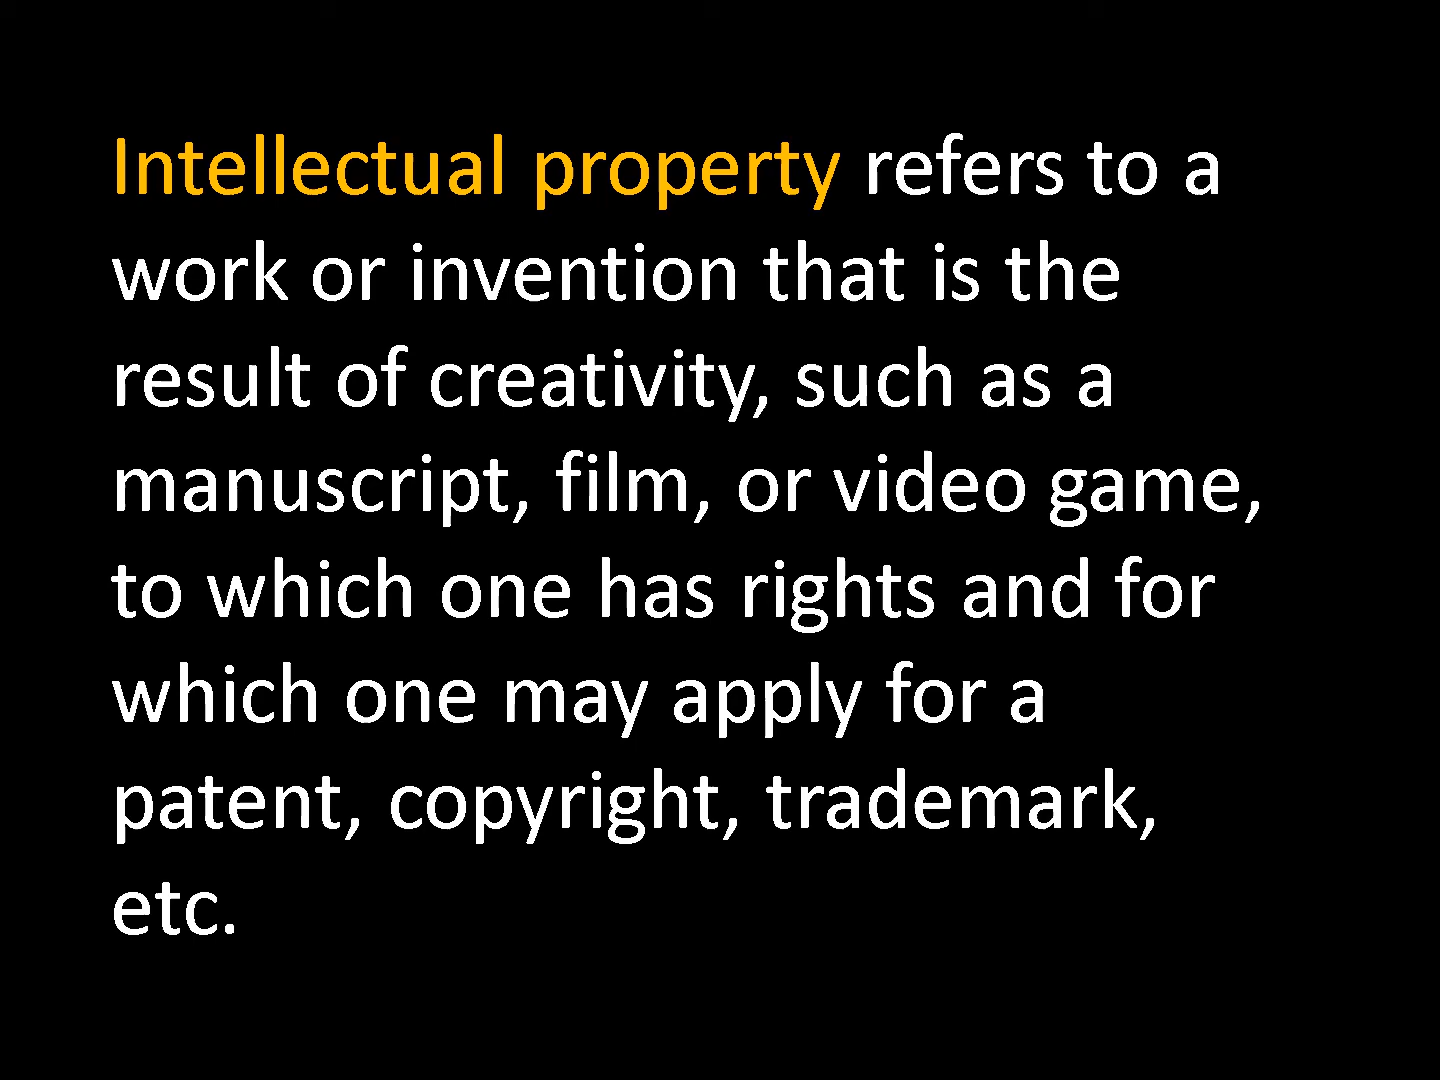 Intellectual property refers to a
work or invention that is the
result of creativity, such as a
manuscript, film, or video game,
to which one has rights and for
which one may apply for a
patent, copyright, trademark,
etc.